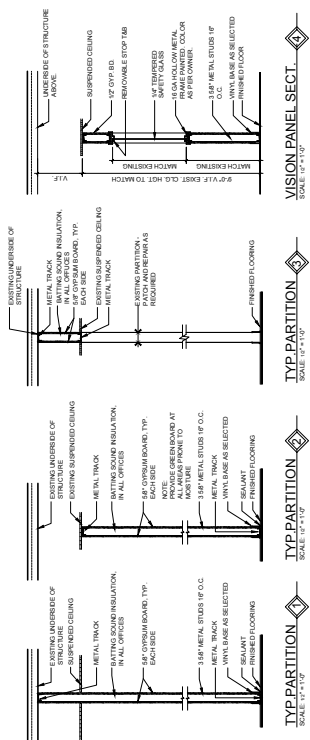 EXISTING UNDERSIDE OF
STRUCTURE
SUSPENDED CEILING
METAL TRACK
BATTING SOUND INSULATION,
IN ALL OFFICES
5/8" GYPSUM BOARD, TYP.
EACH SIDE
3 5/8" METAL STUDS 16" O.C.
METAL TRACK
VINYL BASE AS SELECTED
SEALANT
FINISHED FLOORING
TYP.PARTITION 1
SCALE: 1/2" = 1'-0"
EXISTING UNDERSIDE OF
STRUCTURE
EXISTING SUSPENDED CEILING
METAL TRACK
BATTING SOUND INSULATION,
IN ALL OFFICES
5/8" GYPSUM BOARD, TYP.
EACH SIDE
NOTE:
PROVIDE GREEN BOARD AT
ALL AREAS PRONE TO
MOISTURE
3 5/8" METAL STUDS 16" O.C.
METAL TRACK
VINYL BASE AS SELECTED
SEALANT
FINISHED FLOORING
TYP.PARTITION 2
SCALE: 1/2" = 1'-0"
EXISTING UNDERSIDE OF
STRUCTURE
METAL TRACK
BATTING SOUND INSULATION,
IN ALL OFFICES
5/8" GYPSUM BOARD, TYP.
EACH SIDE
EXISTING SUSPENDED CEILING
METAL TRACK
EXISTING PARTITION -
PATCH AND REPAIR AS
REQUIRED
FINISHED FLOORING
TYP.PARTITION 3
SCALE: 1/2" = 1'-0"
UNDERSIDE OF STRUCTURE
ABOVE.
V.I.F.
SUSPENDED CEILING
1/2" GYP. BD.
REMOVABLE STOP T&B
1/4" TEMPERED
SAFETY GLASS
16 GA HOLLOW METAL
FRAME PAINTED, COLOR
AS PER OWNER.
3 5/8" METAL STUDS 16"
O.C.
VINYL BASE AS SELECTED
FINISHED FLOOR
9'-0" V.I.F. EXIST. CLG. HGT. TO MATCH
MATCH EXISTING
MATCH EXISTING
VISION PANEL SECT. 4
SCALE: 1/2" = 1'-0"